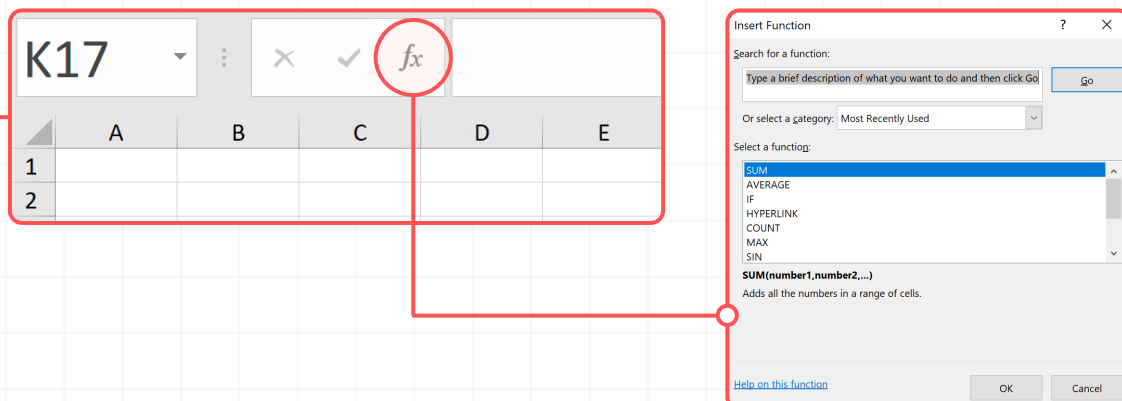 K17
fx
A B C D E
1
2
Insert Function ?
Search for a function:
Type a brief description of what you want to do and then click Go
Go
Or select a category: Most Recently Used
Select a function:
SUM
AVERAGE
IF
HYPERLINK
COUNT
MAX
SIN
SUM(number1,number2,...)
Adds all the numbers in a range of cells.
Help on this function
OK Cancel